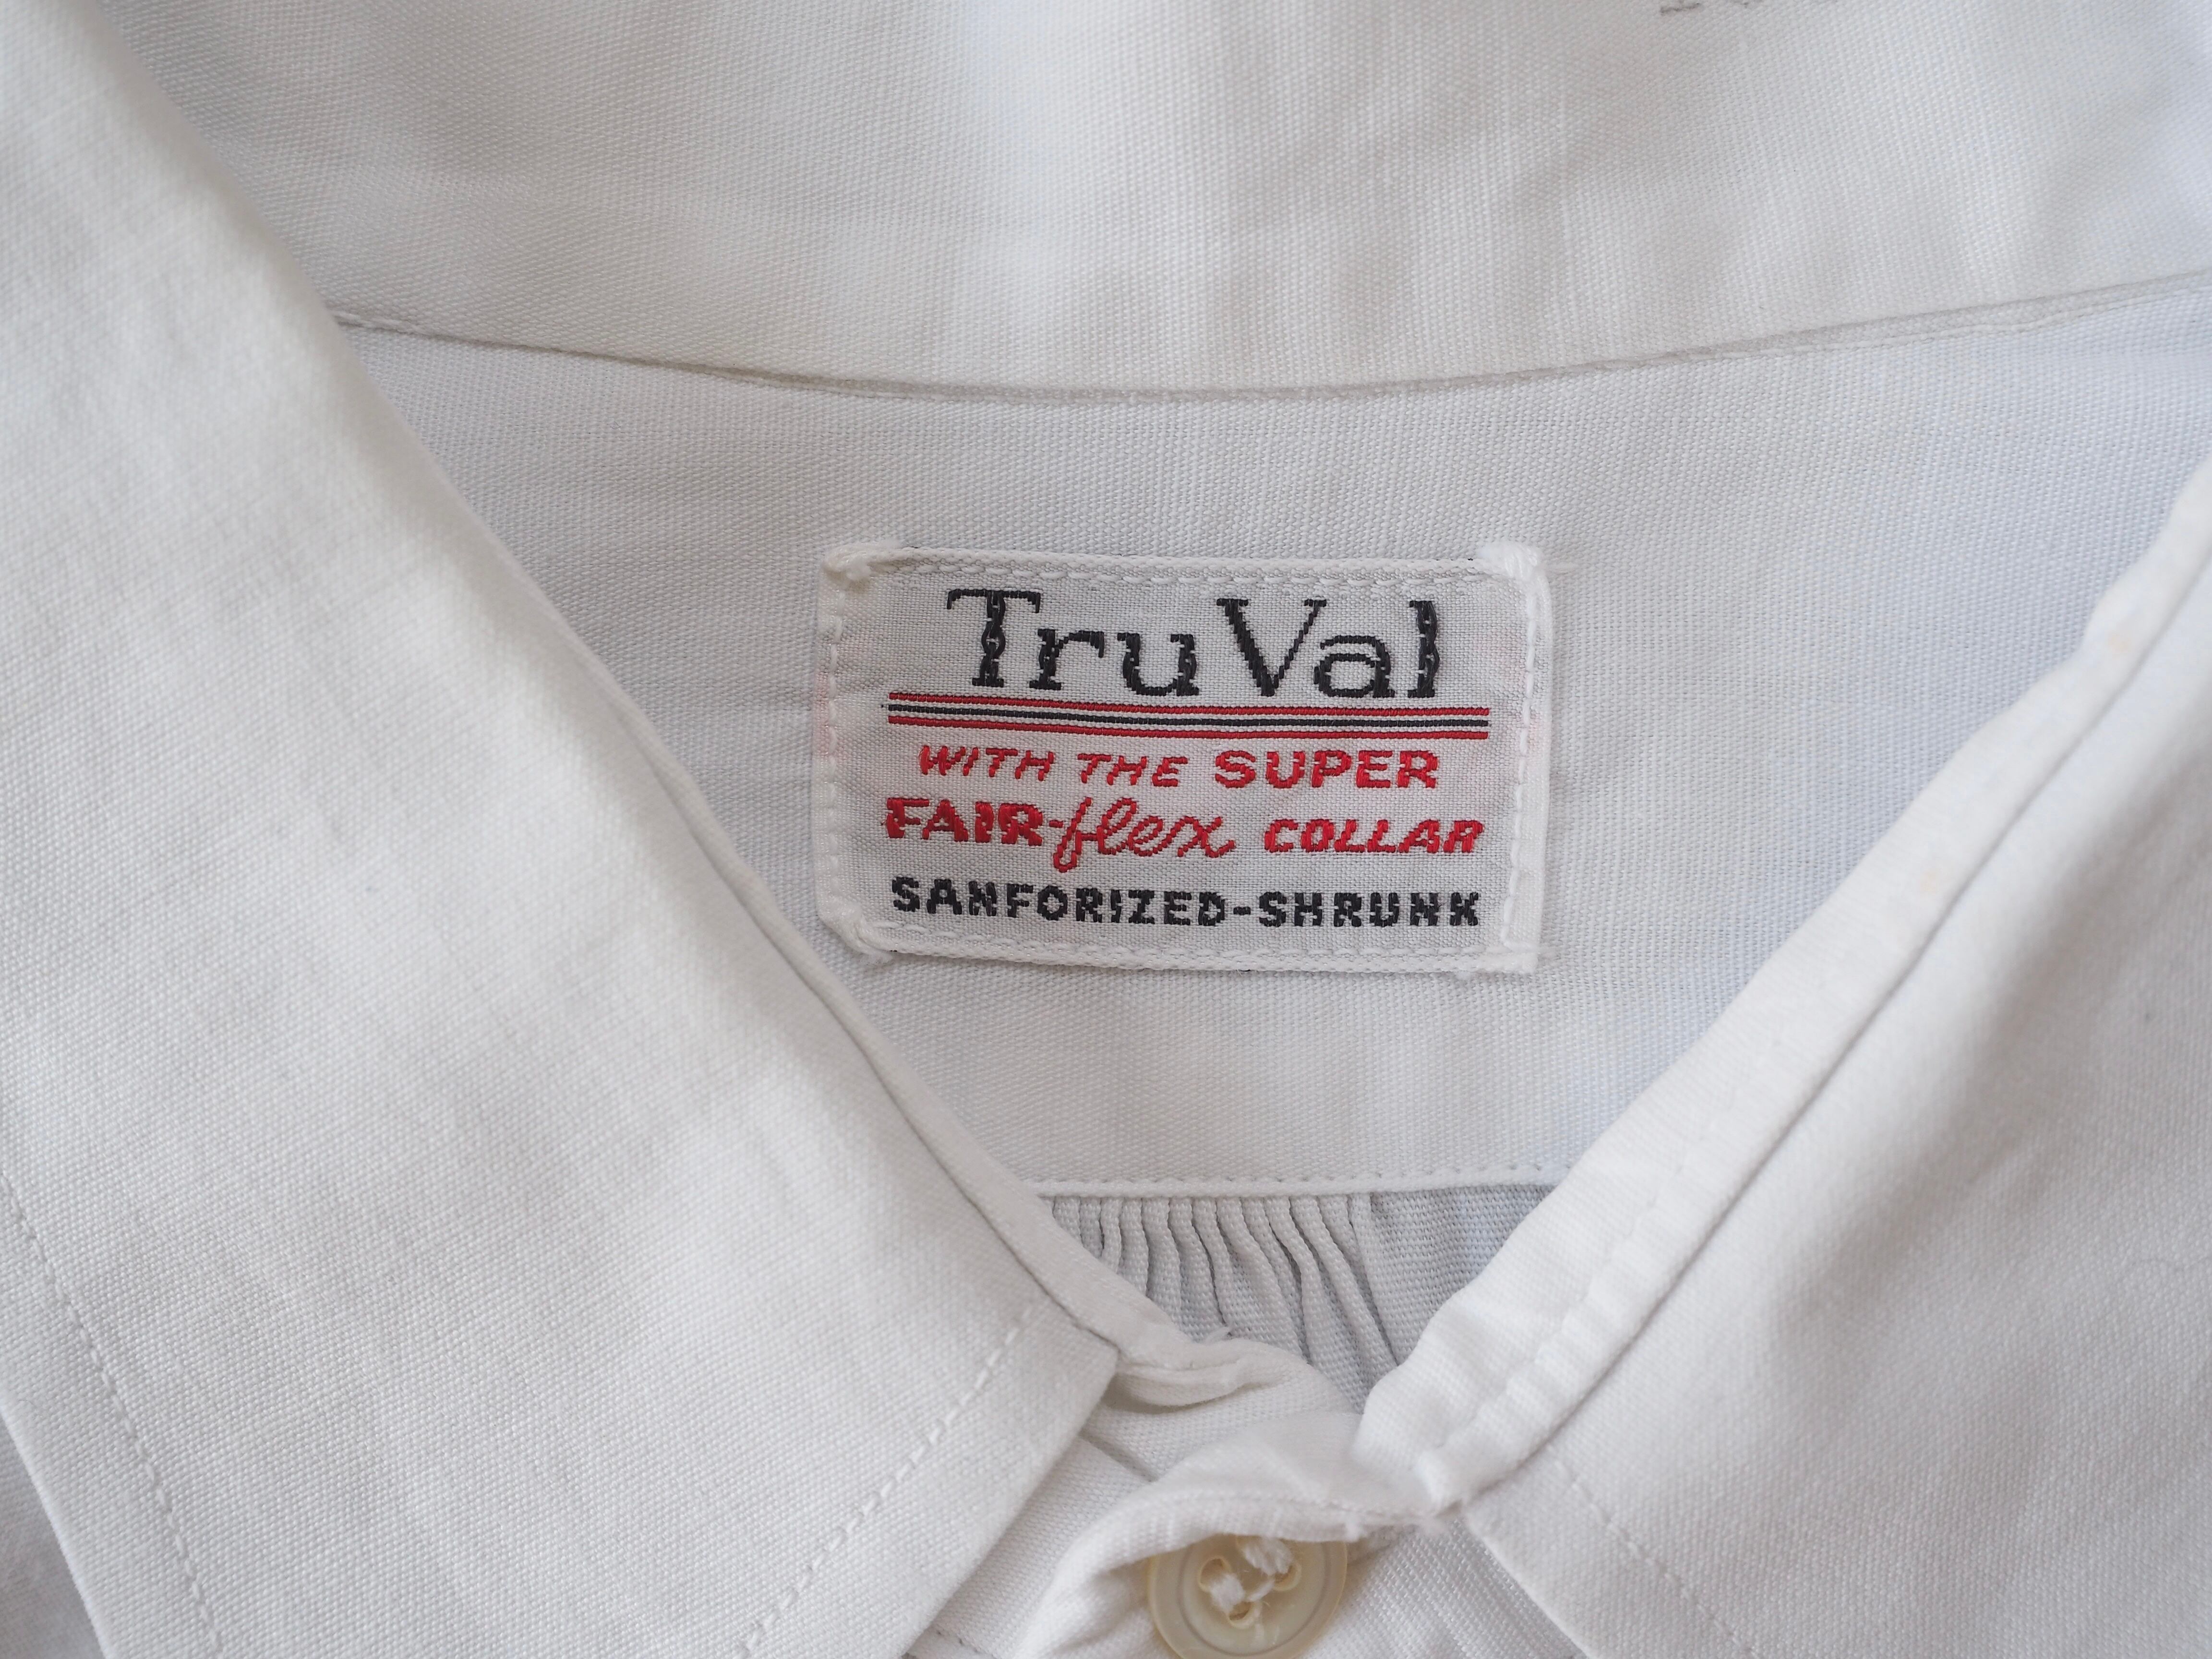 TruVal
WITH THE SUPER
FAIR-flex COLLAR
SANFORIZED-SHRUNK